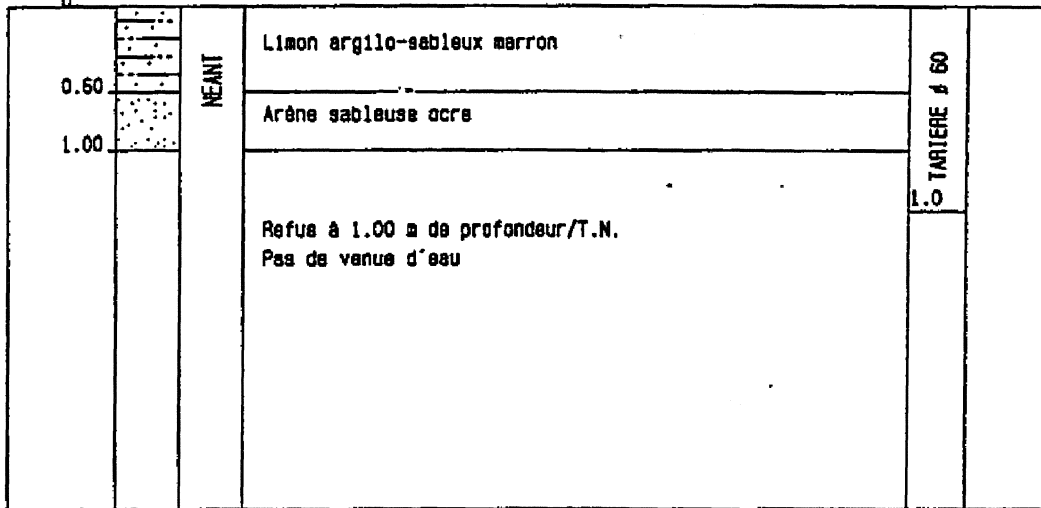 0
Limon argilo-sableux marron
0.60
NEANT
Arène sableuse ocre
1.00
TARIERE ø 60
1.0
Refus à 1.00 m de profondeur/T.N.
Pas de venue d'eau